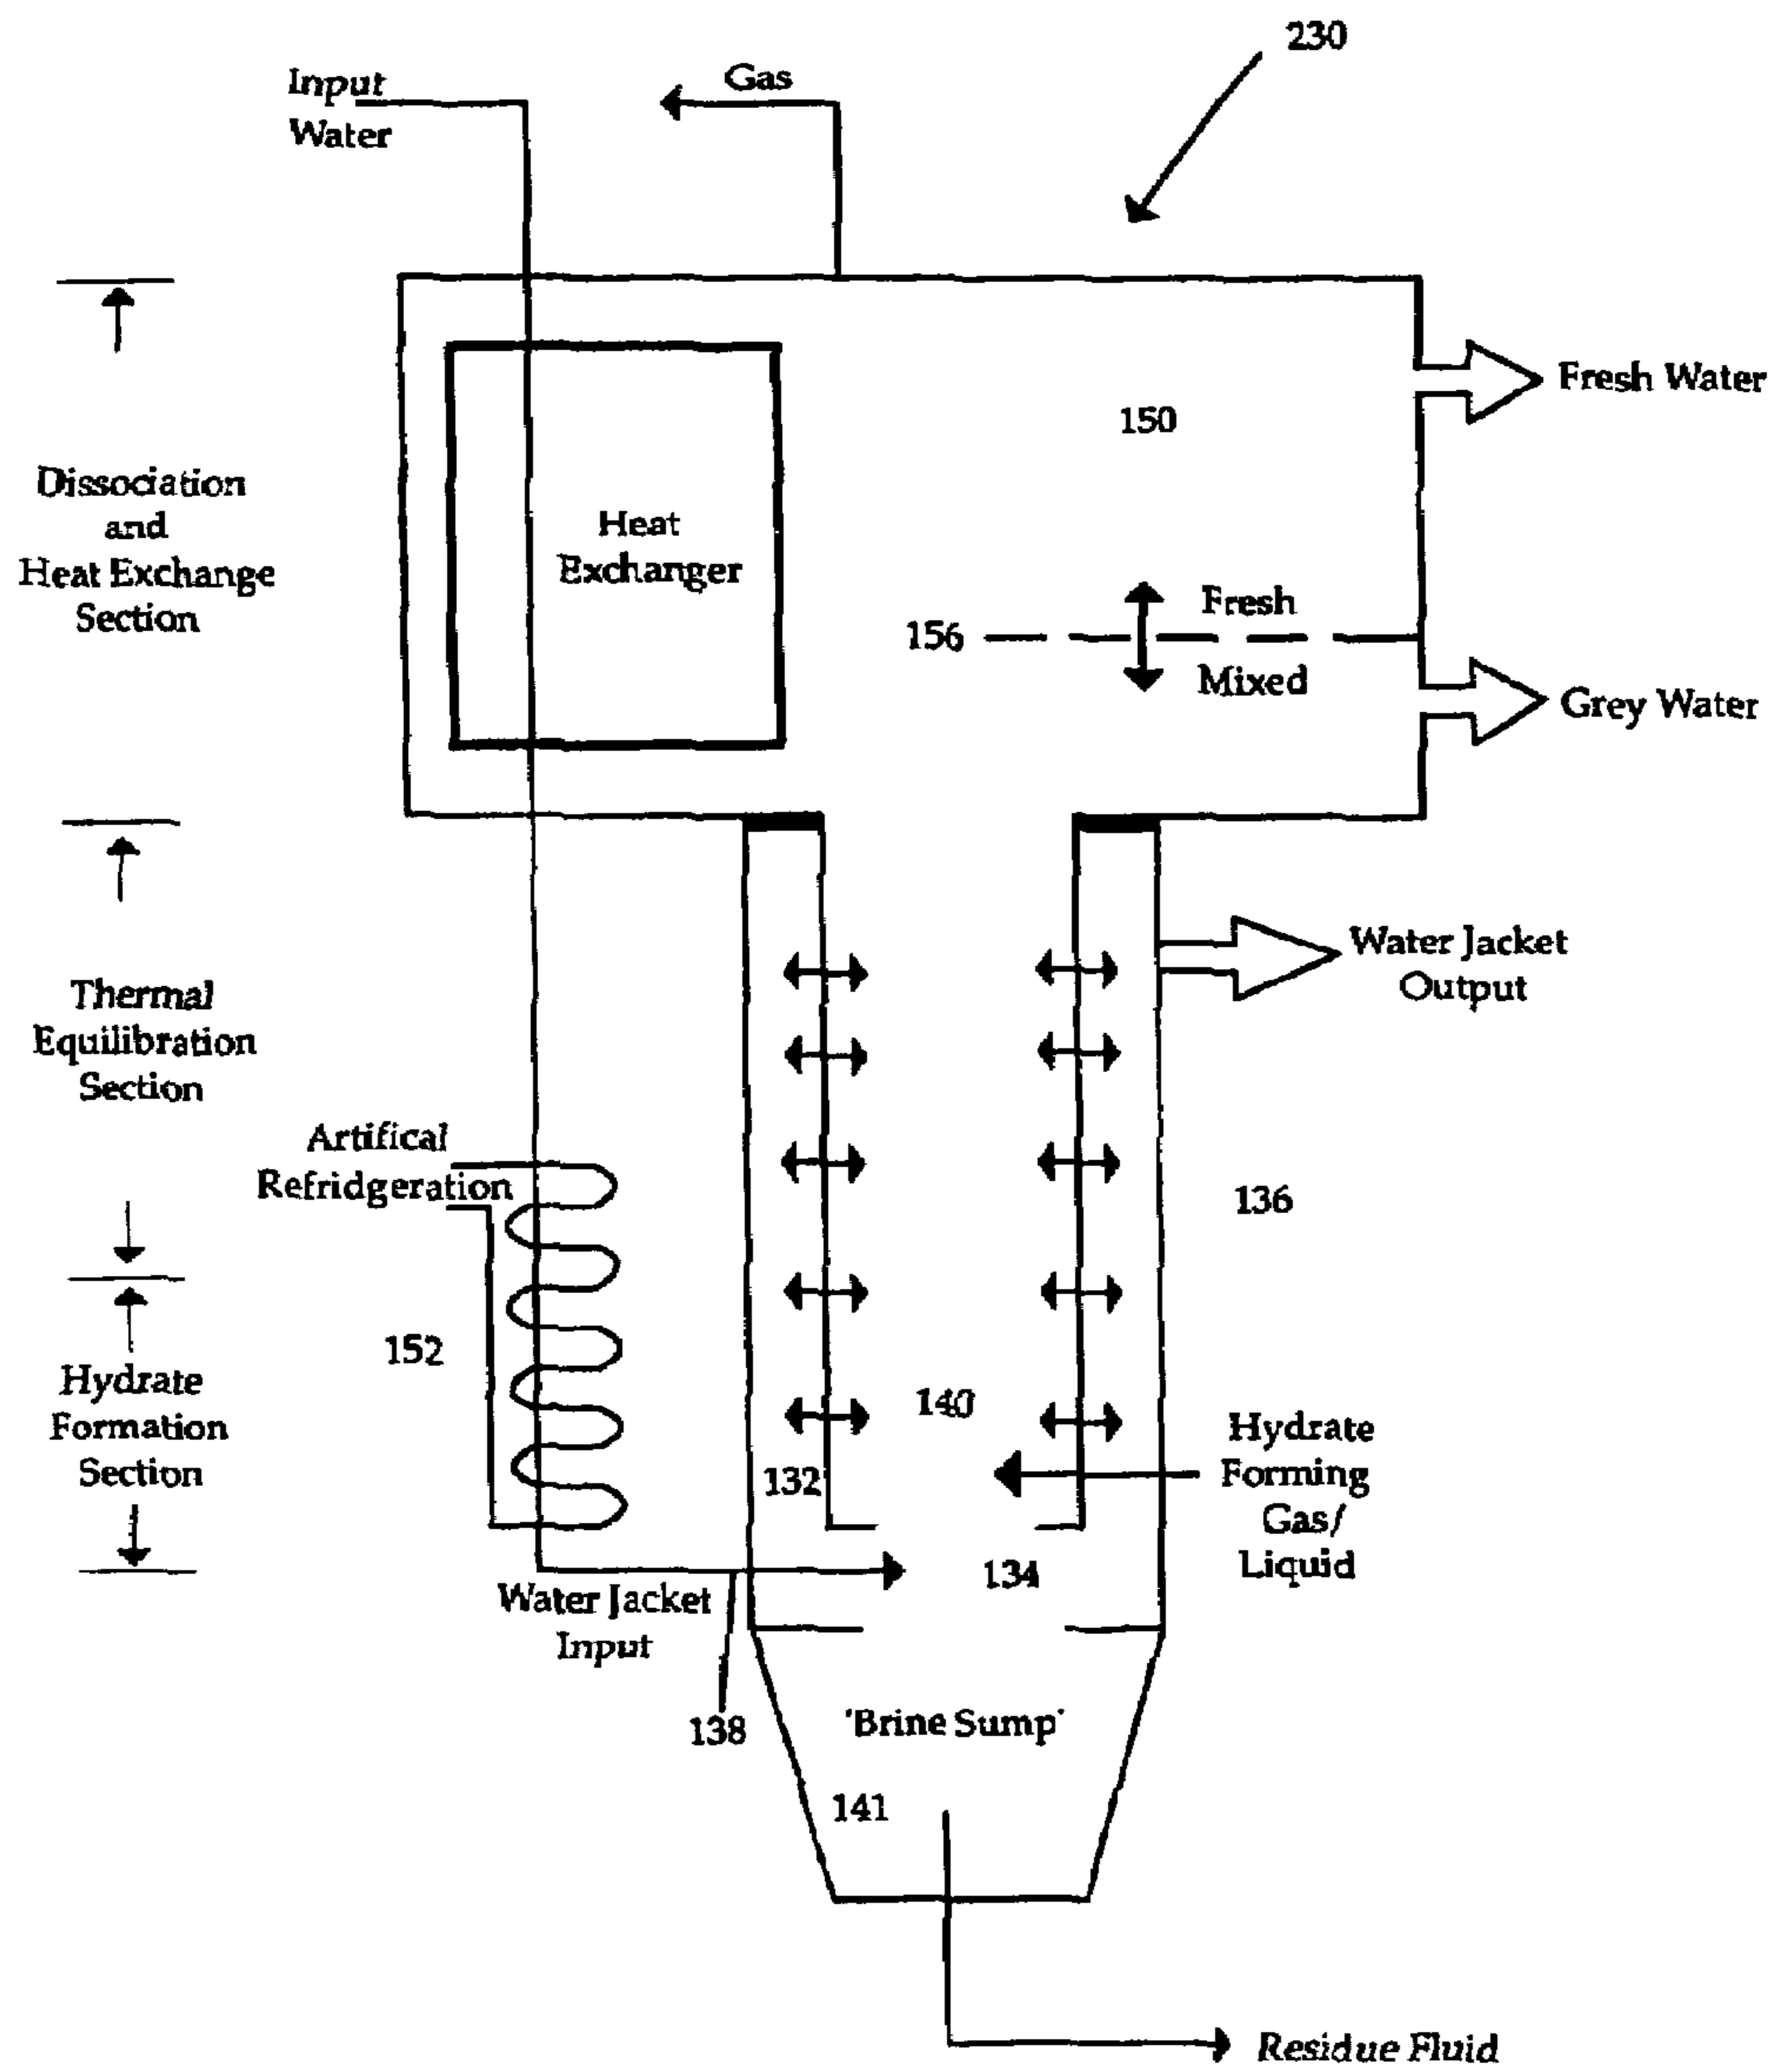 230
Input
Water
Gas
Fresh Water
150
Dissociation
and
Heat Exchange
Section
Heat
Exchanger
156
Fresh
Mixed
Grey Water
Water Jacket
Output
Thermal
Equilibration
Section
Artifical
Refridgeration
136
152
Hydrate
Formation
Section
140
132
Hydrate
Forming
Gas/
Liquid
134
Water Jacket
Input
138
'Brine Sump'
141
Residue Fluid